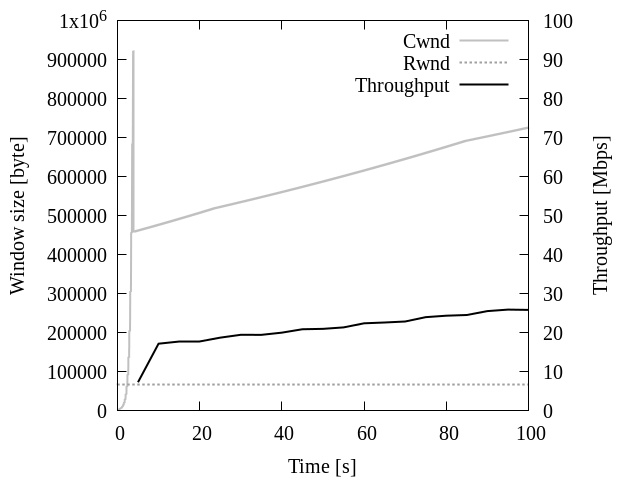 1x10^6
900000
800000
700000
600000
500000
400000
300000
200000
100000
0
100
90
80
70
60
50
40
30
20
10
0
Cwnd
Rwnd
Throughput
Window size [byte]
Throughput [Mbps]
0 20 40 60 80 100
Time [s]